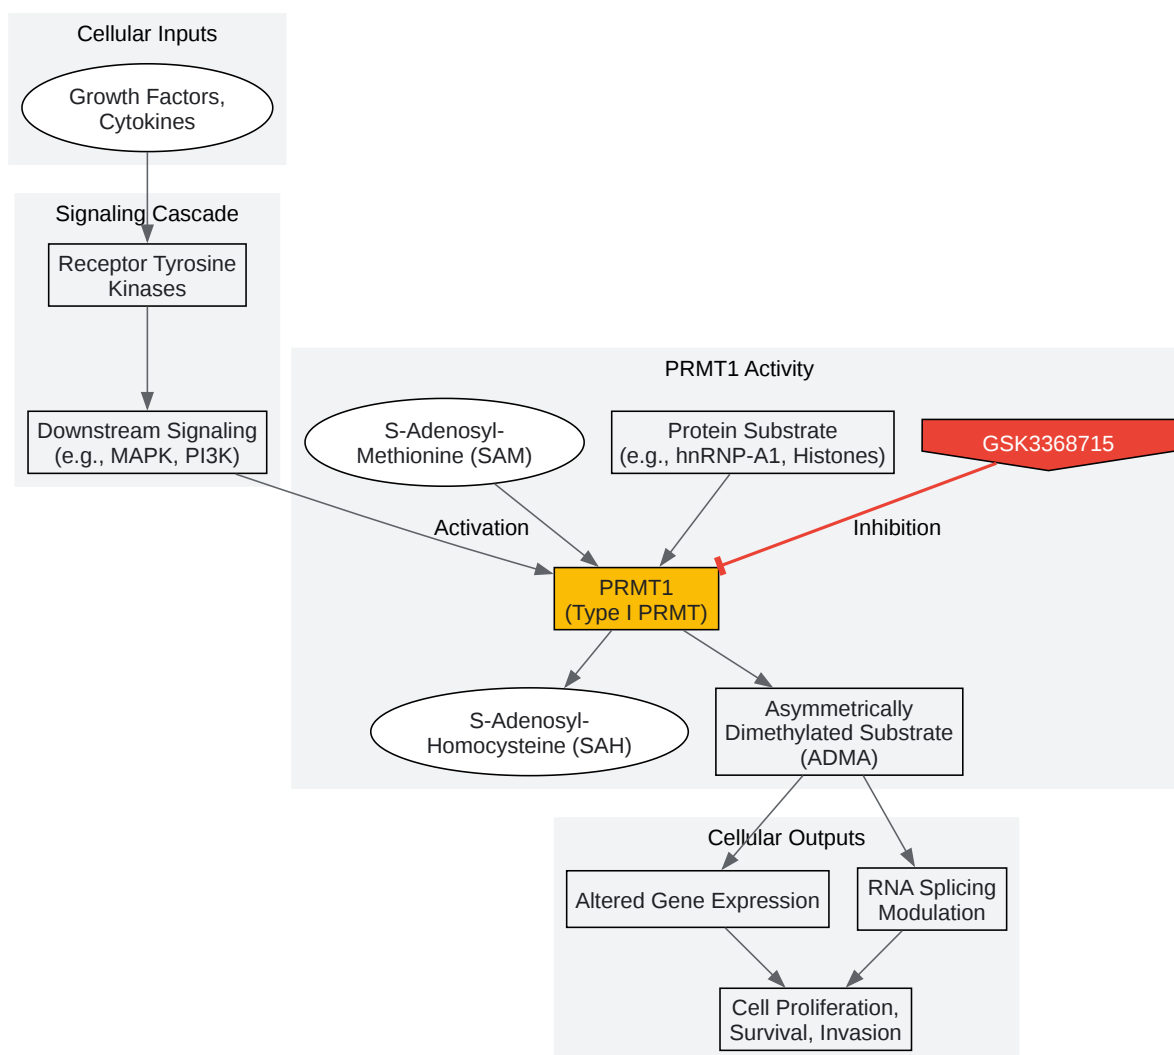 Cellular Inputs
Growth Factors,
Cytokines
Signaling Cascade
Receptor Tyrosine
Kinases
Downstream Signaling
(e.g., MAPK, PI3K)
PRMT1 Activity
S-Adenosyl-
Methionine (SAM)
Protein Substrate
(e.g., hnRNP-A1, Histones)
GSK3368715
Activation
Inhibition
PRMT1
(Type I PRMT)
S-Adenosyl-
Homocysteine (SAH)
Asymmetrically
Dimethylated Substrate
(ADMA)
Cellular Outputs
Altered Gene Expression
RNA Splicing
Modulation
Cell Proliferation,
Survival, Invasion